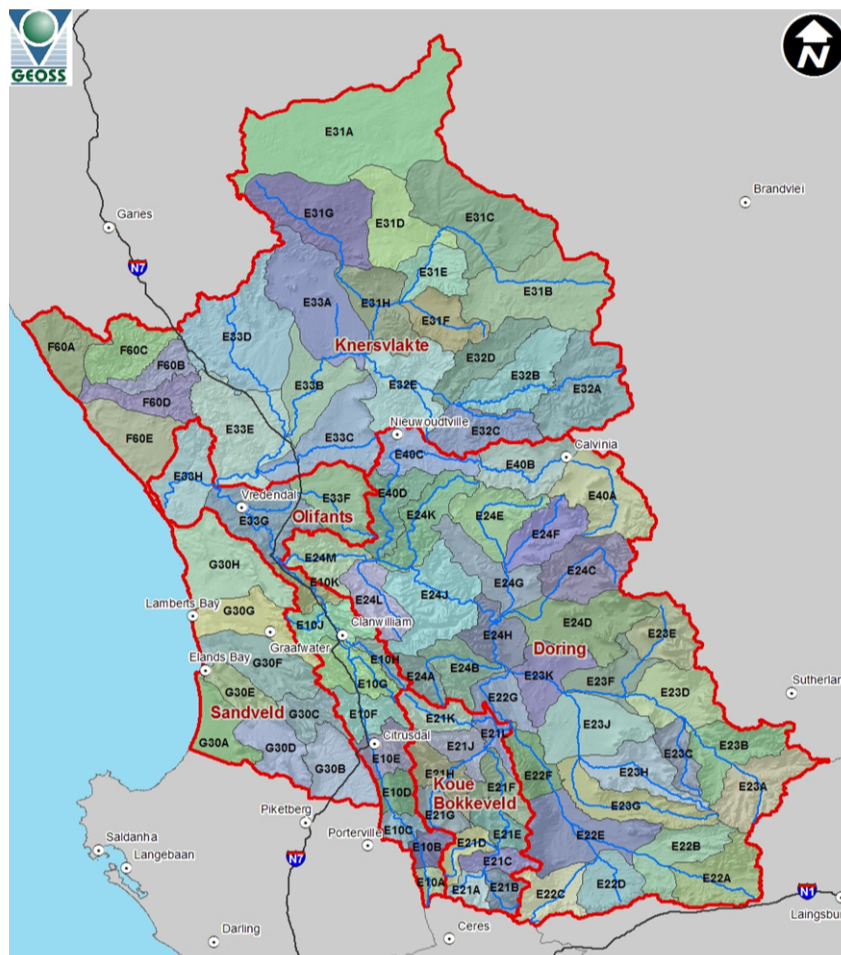 GEOSS
N
E31A
Brandvlei
E31G
E31D
E31C
Garies
N7
E31E
E31B
E33A
E31H
E31F
E33D
Knersvlakte
F60A
F60C
F60B
E32D
E33B
E32E
E32B
E32A
F60D
F60E
E33E
E33C
Nieuwoudtville
E32C
E40C
Calvinia
E40B
E33H
E33F
E40D
E40A
Vredendal
Olifants
E24K
E24E
E33G
E24F
E24M
E24C
G30H
E10K
E24G
E24L
E24J
Lamberts Bay
G30G
E10J
Clanwilliam
E24D
Graafwater
E24H
Doring
E23E
Elands Bay
G30F
E10H
E24A
E24B
E23K
E23F
E10G
E23D
Sutherland
G30E
E22G
Sandveld
G30C
E10F
E21K
E23J
G30A
G30D
Citrusdal
E21J
E21L
E23C
E23B
G30B
E10E
E21H
E22F
E23H
E23A
Koue
Bokkeveld
E21F
E10D
E23G
Piketberg
E21G
E10C
E21E
E22E
Saldanha
Porterville
E10B
E21D
E22B
Langebaan
N7
E21C
E10A
E21A
E21B
E22C
E22D
E22A
N1
Laingsburg
Darling
Ceres